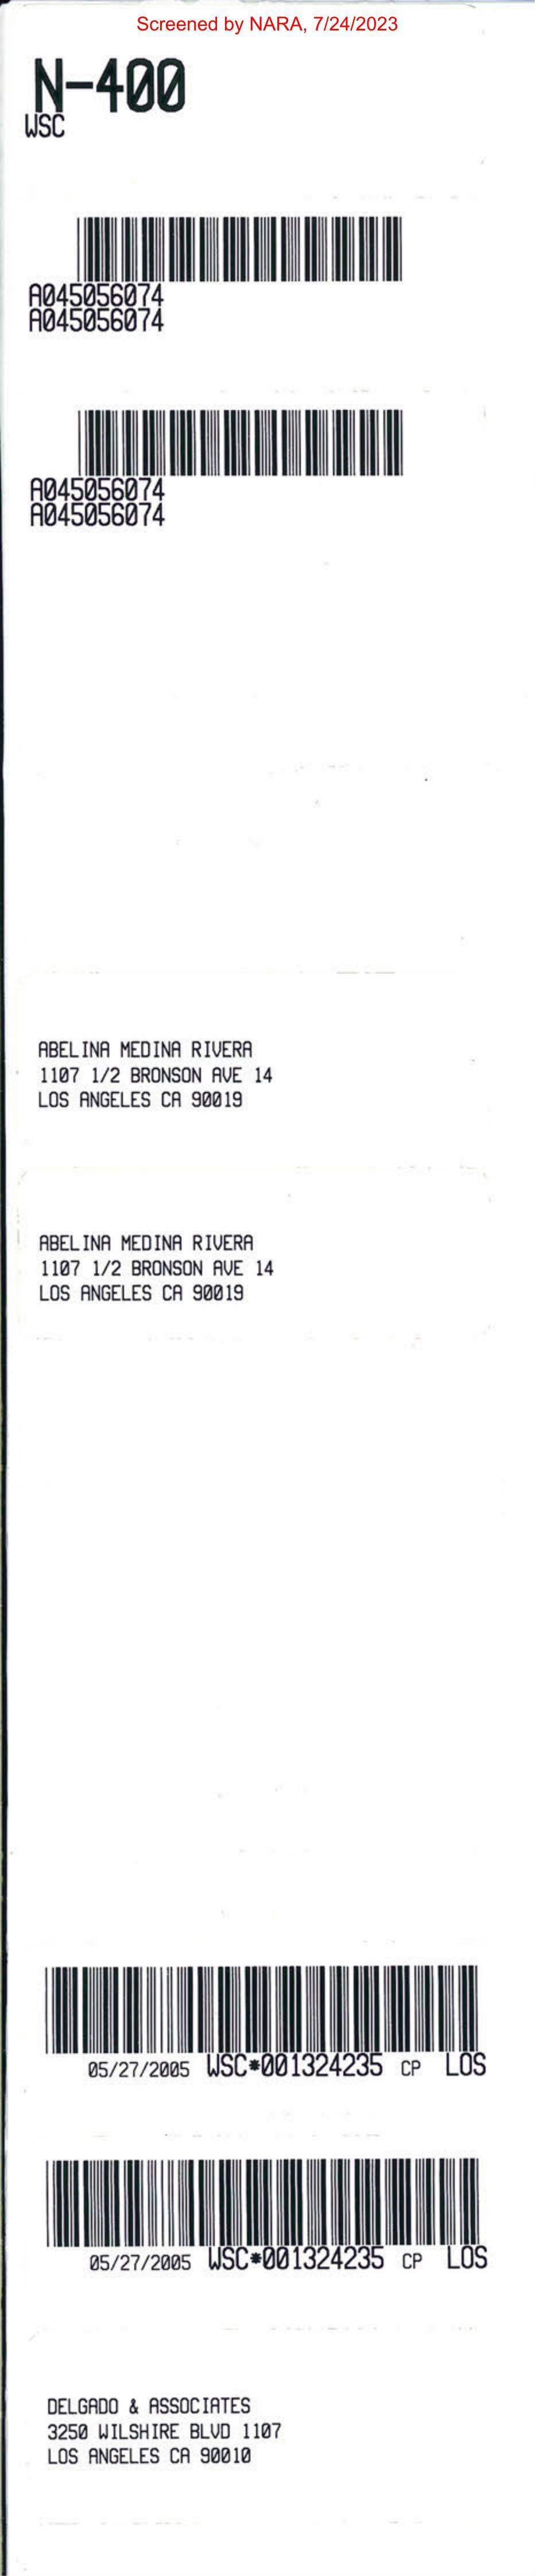 Screened by NARA, 7/24/2023
N-400
WSC
A045056074
A045056074
A045056074
A045056074
ABELINA MEDINA RIVERA
1107 1/2 BRONSON AVE 14
LOS ANGELES CA 90019
ABELINA MEDINA RIVERA
1107 1/2 BRONSON AVE 14
LOS ANGELES CA 90019
05/27/2005 WSC*001324235 CP LOS
05/27/2005 WSC*001324235 CP LOS
DELGADO & ASSOCIATES
3250 WILSHIRE BLVD 1107
LOS ANGELES CA 90010